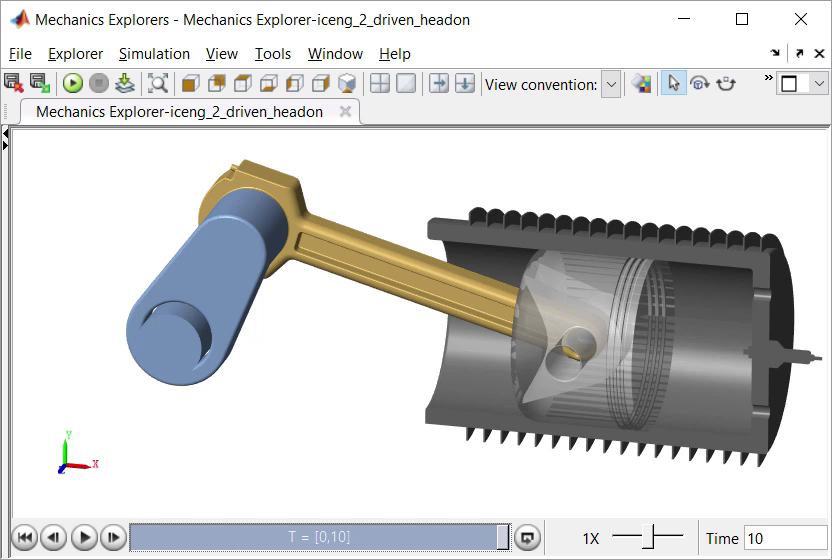 Mechanics Explorers - Mechanics Explorer-iceng_2_driven_headon
File Explorer Simulation View Tools Window Help
View convention: »
Mechanics Explorer-iceng_2_driven_headon
Y
X
Z
T = [0,10] 1X Time 10